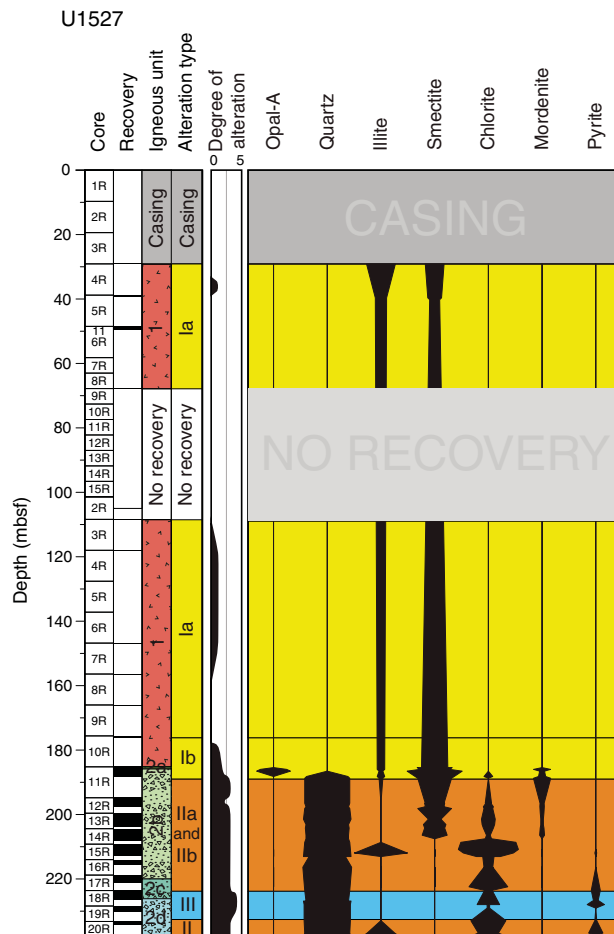 U1527
Core
Recovery
Igneous unit
Alteration type
Degree of
alteration
0 5
Opal-A
Quartz
Illite
Smectite
Chlorite
Mordenite
Pyrite
Depth (mbsf)
0
20
40
60
80
100
120
140
160
180
200
220
1R
2R
3R
4R
5R
11
6R
7R
8R
9R
10R
11R
12R
13R
14R
15R
2R
3R
4R
5R
6R
7R
8R
9R
10R
11R
12R
13R
14R
15R
16R
17R
18R
19R
20R
Casing
1
No recovery
1
2a
2b
2c
2d
Casing
Ia
No recovery
Ia
Ib
IIa
and
IIb
III
II
CASING
NO RECOVERY